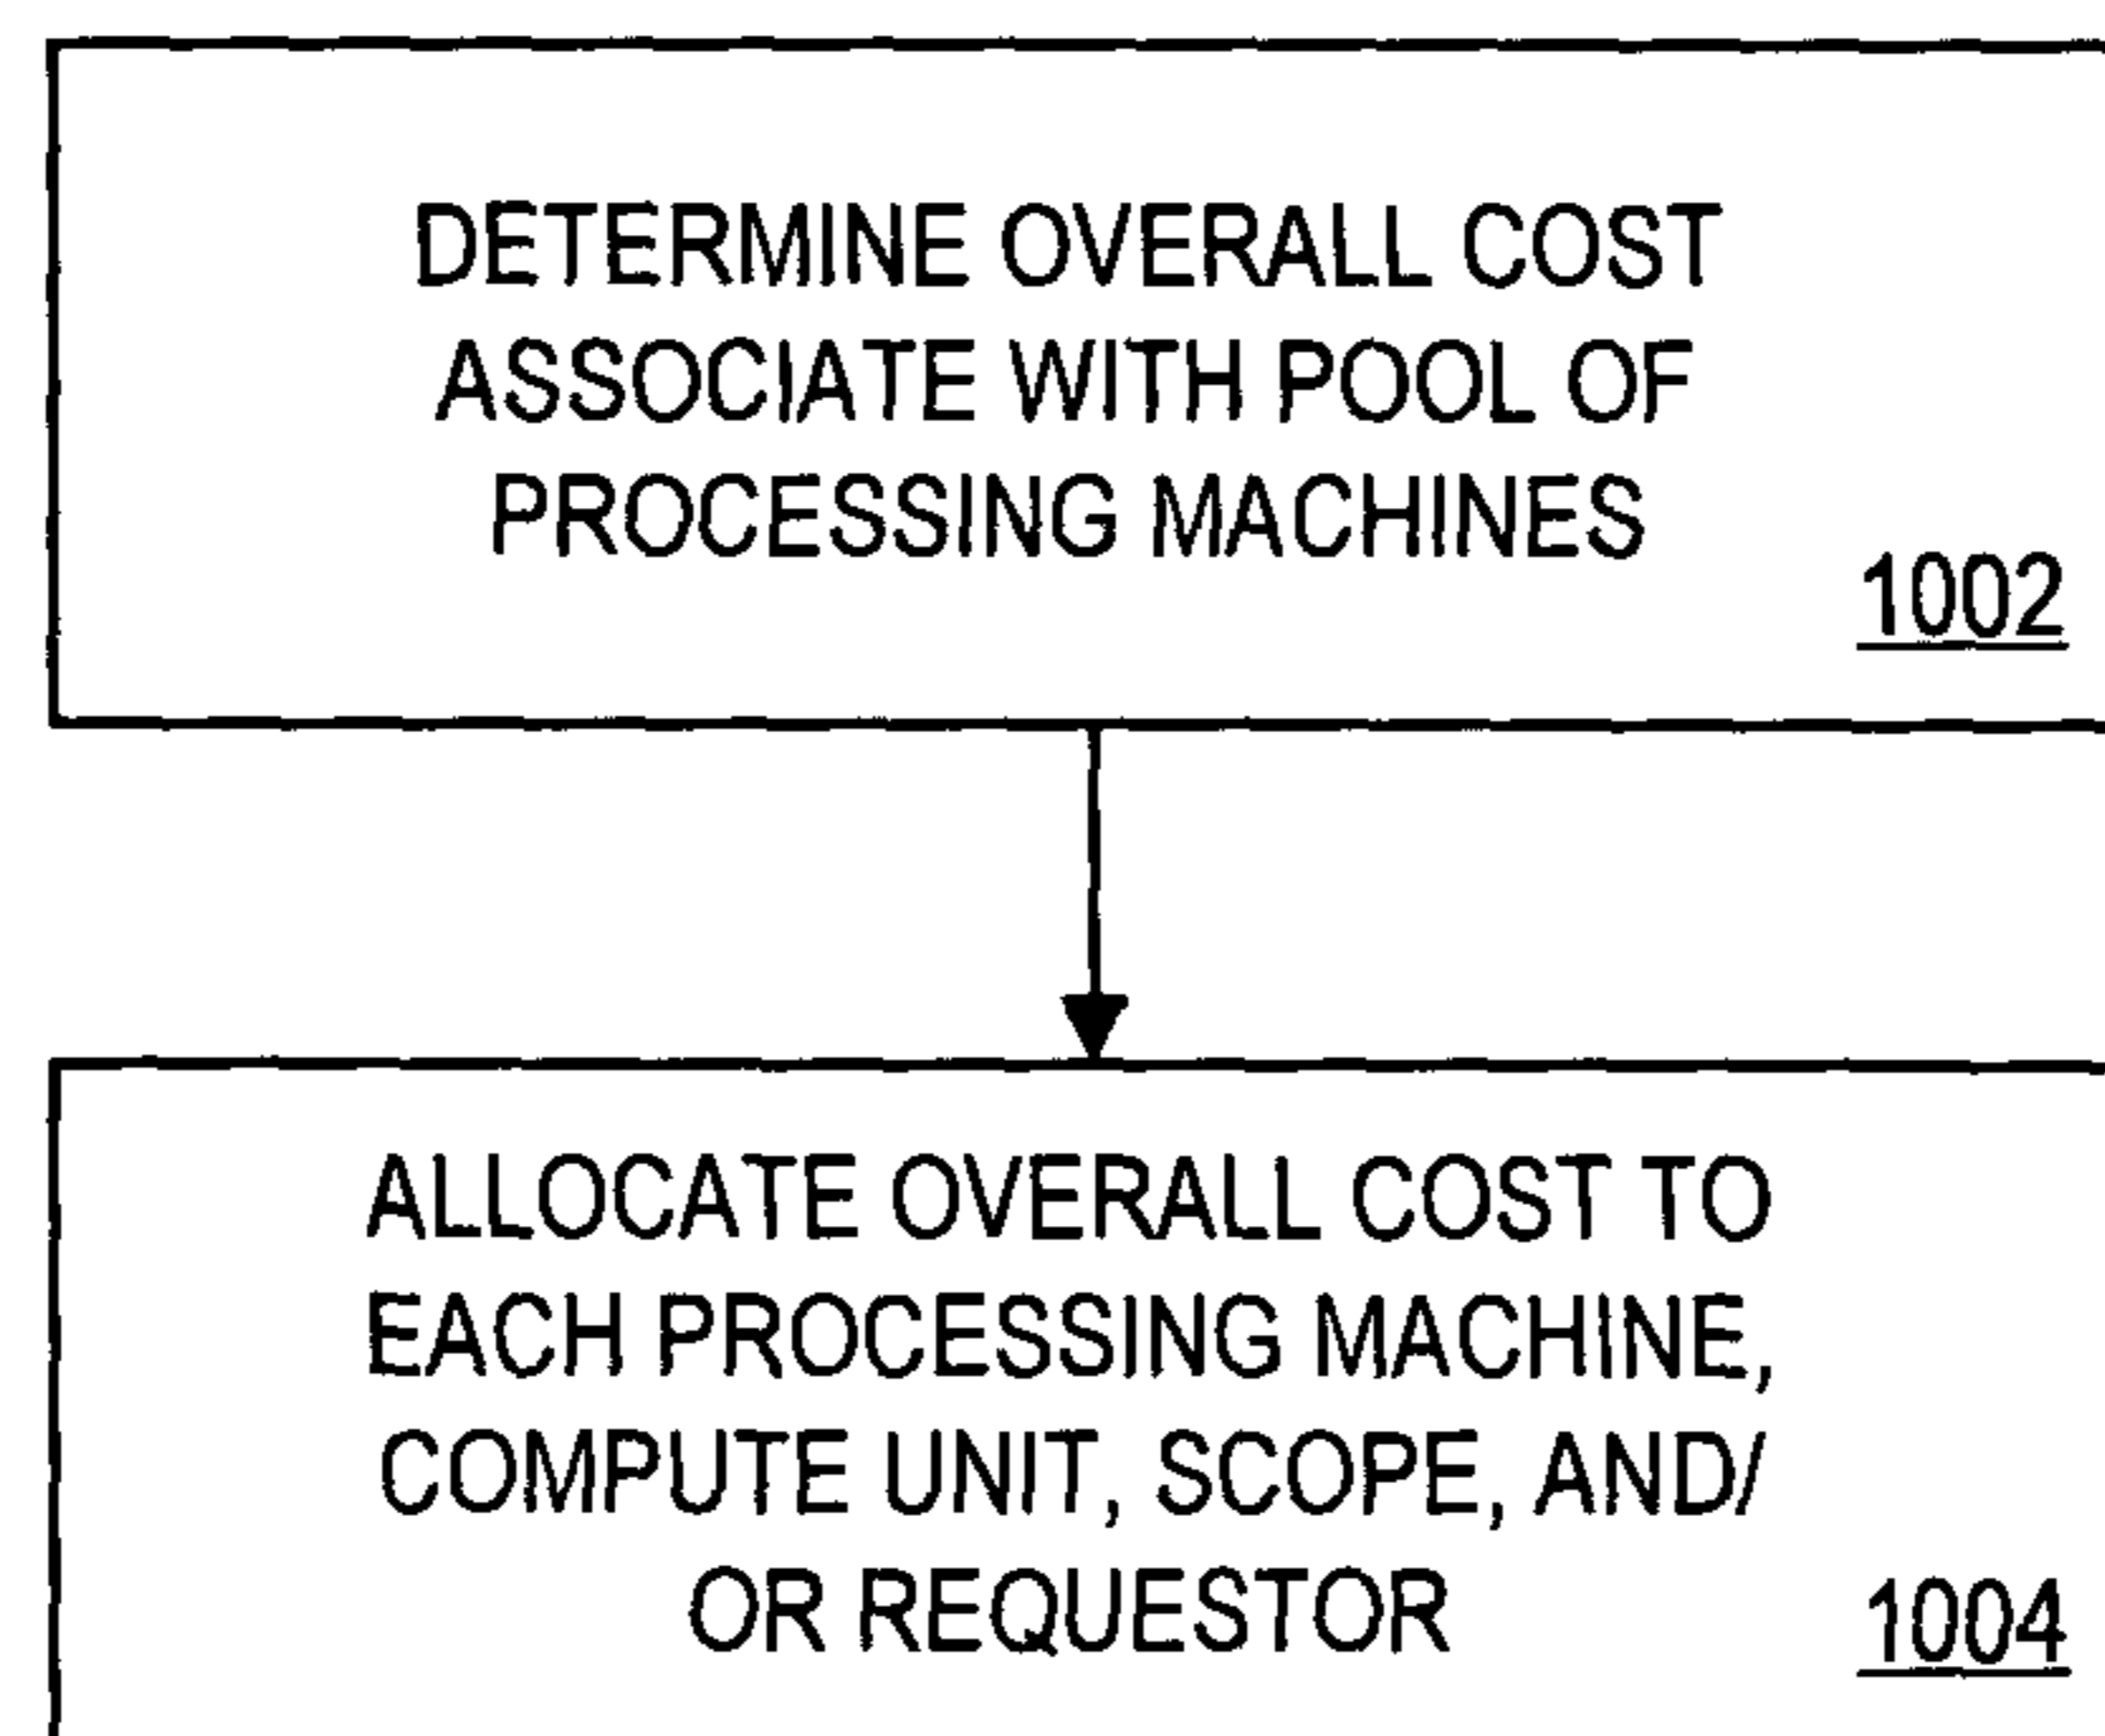 DETERMINE OVERALL COST
ASSOCIATE WITH POOL OF
PROCESSING MACHINES
1002
ALLOCATE OVERALL COST TO
EACH PROCESSING MACHINE,
COMPUTE UNIT, SCOPE, AND/
OR REQUESTOR
1004